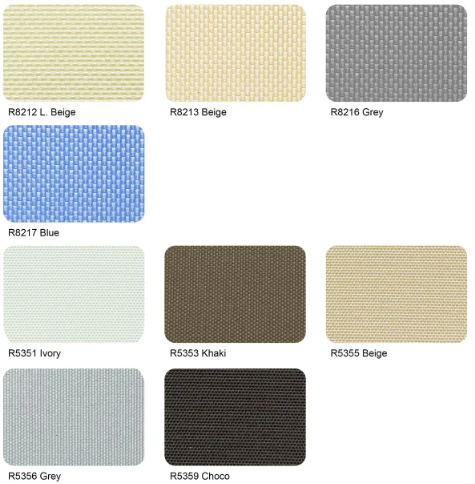 R8212 L. Beige
R8213 Beige
R8216 Grey
R8217 Blue
R5351 Ivory
R5353 Khaki
R5355 Beige
R5356 Grey
R5359 Choco